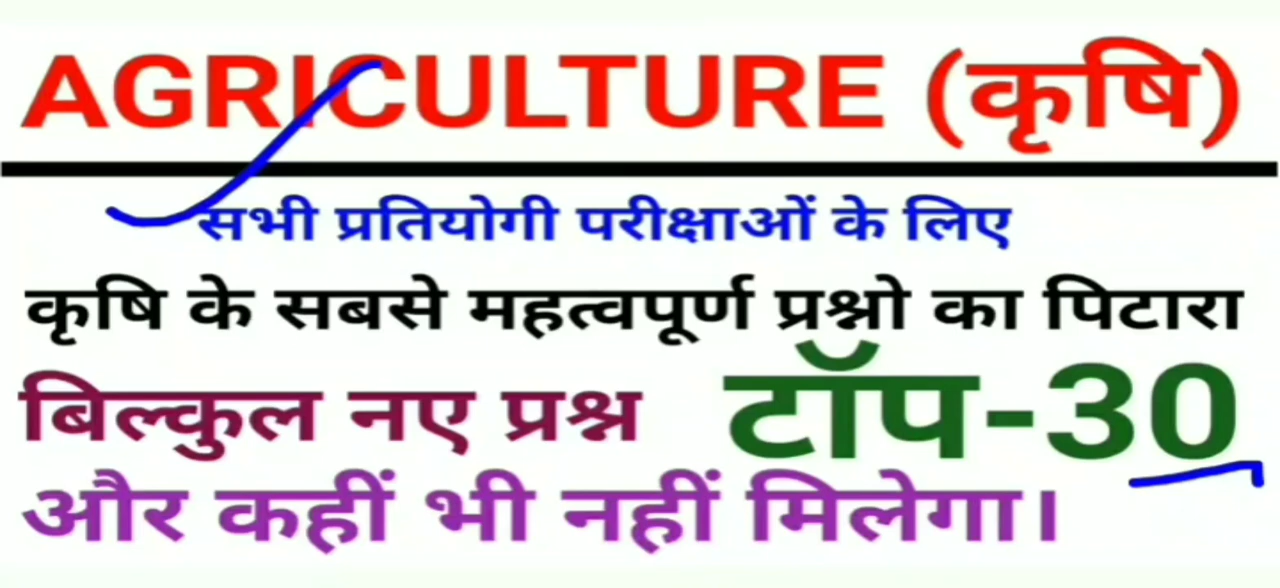 AGRICULTURE (कृषि)
सभी प्रतियोगी परीक्षाओं के लिए
कृषि के सबसे महत्वपूर्ण प्रश्नो का पिटारा
बिल्कुल नए प्रश्न टॉप-30
और कहीं भी नहीं मिलेगा।